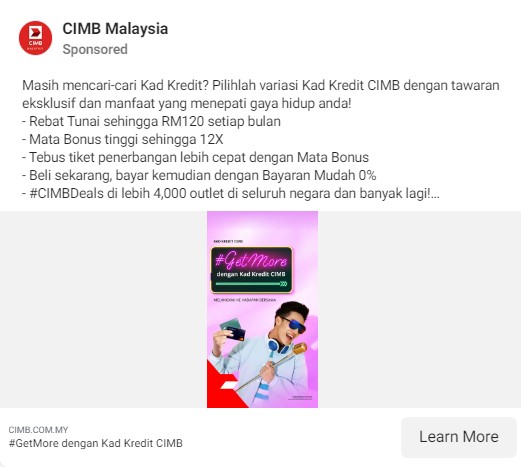 CIMB Malaysia
Sponsored
Masih mencari-cari Kad Kredit? Pilihlah variasi Kad Kredit CIMB dengan tawaran
eksklusif dan manfaat yang menepati gaya hidup anda!
- Rebat Tunai sehingga RM120 setiap bulan
- Mata Bonus tinggi sehingga 12X
- Tebus tiket penerbangan lebih cepat dengan Mata Bonus
- Beli sekarang, bayar kemudian dengan Bayaran Mudah 0%
- #CIMBDeals di lebih 4,000 outlet di seluruh negara dan banyak lagi!...
KAD KREDIT CIMB
#GetMore
dengan Kad Kredit CIMB
MELANGKAH KE HADAPAN BERSAMA
CIMB.COM.MY
#GetMore dengan Kad Kredit CIMB
Learn More